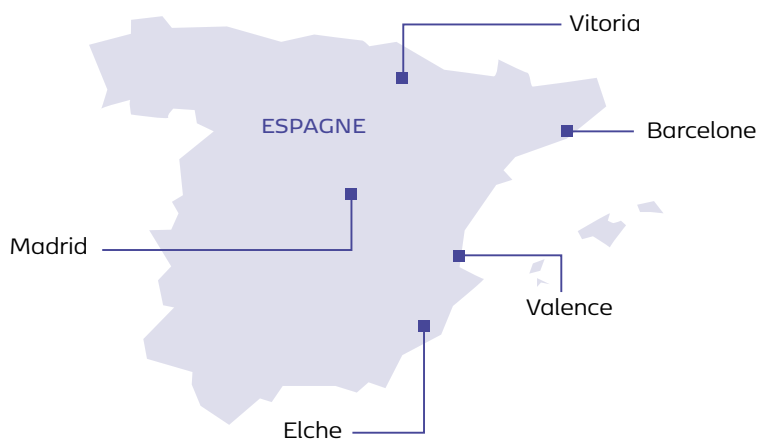 Vitoria
ESPAGNE
Barcelone
Madrid
Valence
Elche